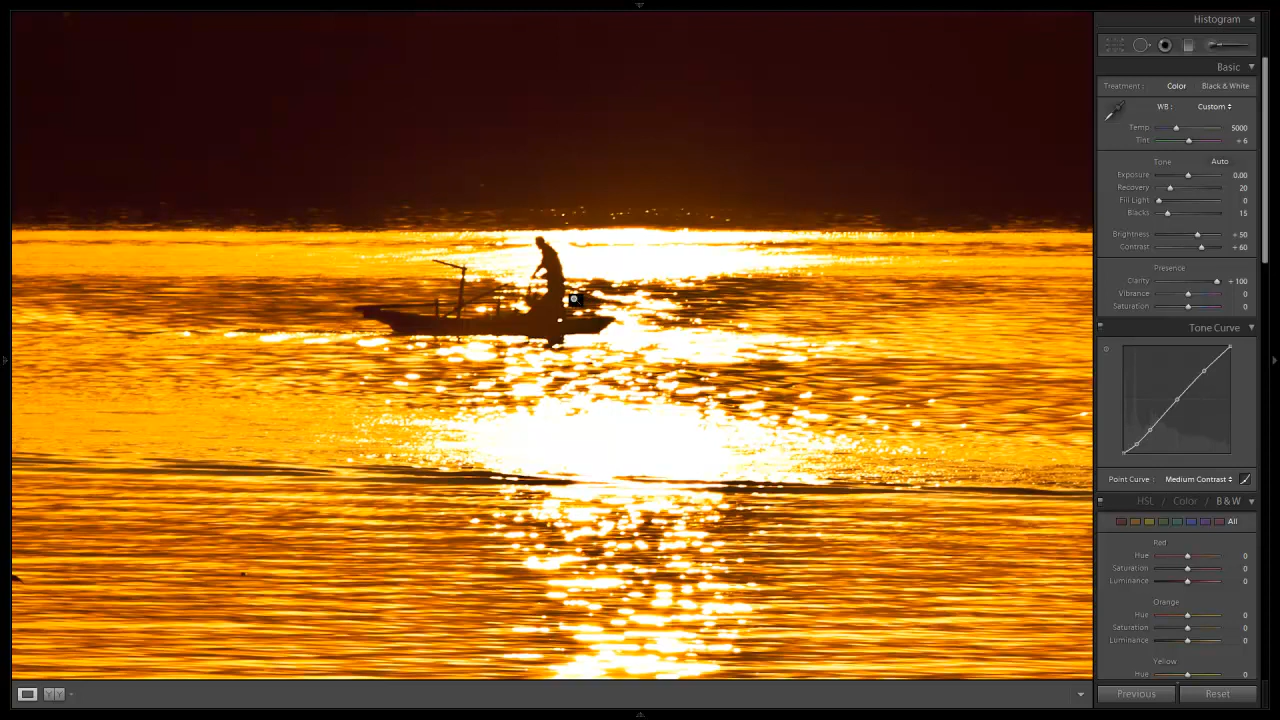 Histogram
Basic
Treatment : Color Black & White
WB : Custom
Temp 5000
Tint + 6
Tone Auto
Exposure 0.00
Recovery 20
Fill Light 0
Blacks 15
Brightness + 50
Contrast + 60
Presence
Clarity + 100
Vibrance 0
Saturation 0
Tone Curve
Point Curve : Medium Contrast
HSL / Color / B & W
All
Red
Hue 0
Saturation 0
Luminance 0
Orange
Hue 0
Saturation 0
Luminance 0
Yellow
Hue 0
Previous Reset